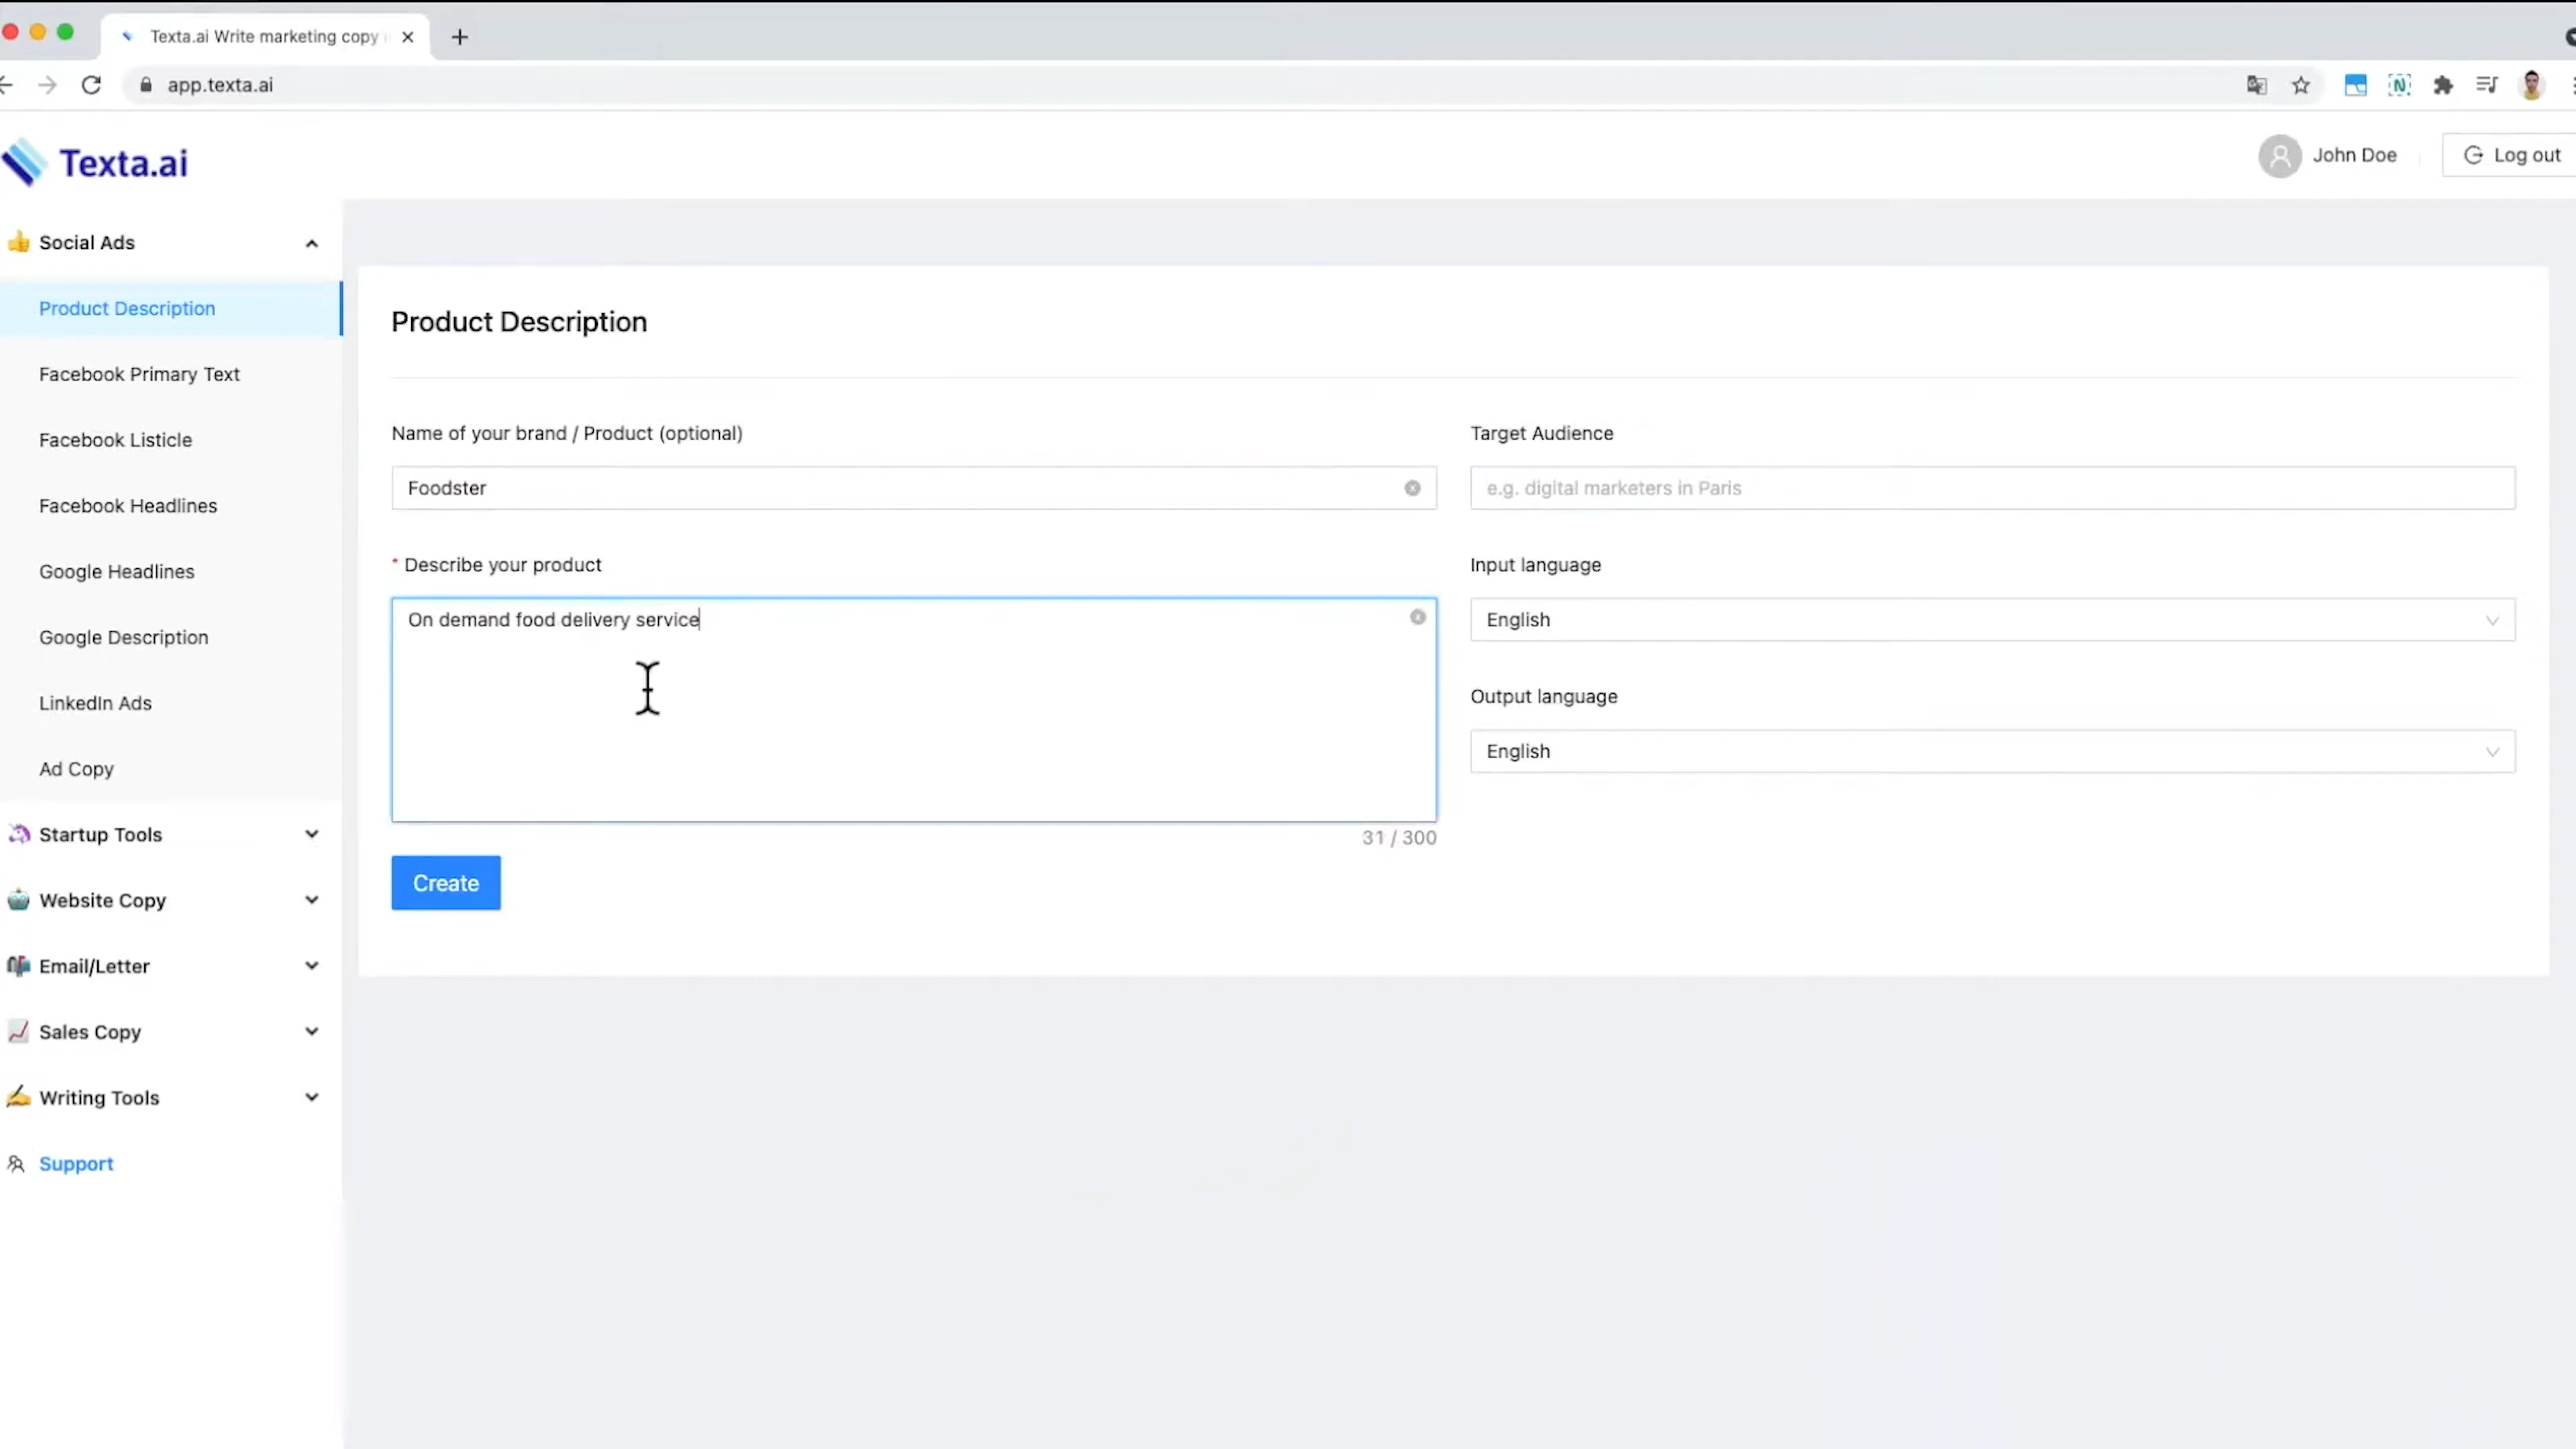 Texta.ai Write marketing copy
app.texta.ai
Texta.ai
John Doe
Log out
Social Ads
Product Description
Facebook Primary Text
Facebook Listicle
Facebook Headlines
Google Headlines
Google Description
LinkedIn Ads
Ad Copy
Startup Tools
Website Copy
Email/Letter
Sales Copy
Writing Tools
Support
Product Description
Name of your brand / Product (optional)
Foodster
* Describe your product
On demand food delivery service
31 / 300
Create
Target Audience
e.g. digital marketers in Paris
Input language
English
Output language
English